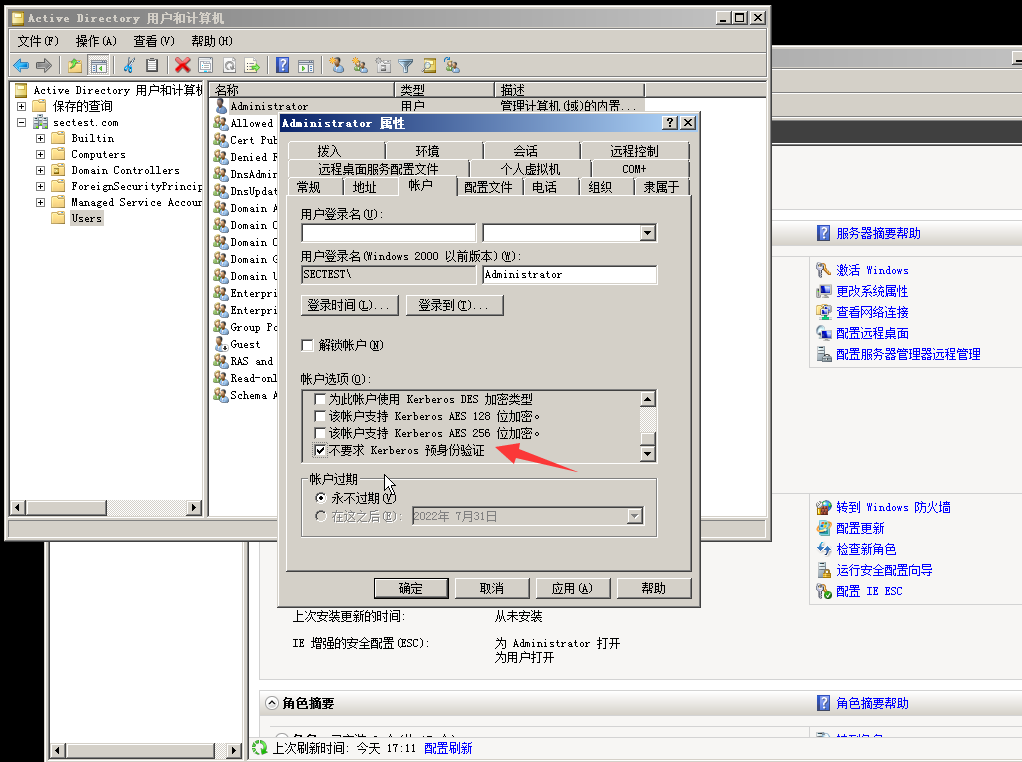 Active Directory 用户和计算机
文件(F) 操作(A) 查看(V) 帮助(H)
Active Directory 用户和计算机
保存的查询
sectest.com
Builtin
Computers
Domain Controllers
ForeignSecurityPrincip
Managed Service Accour
Users
名称 类型 描述
Administrator 用户 管理计算机(域)的内置...
Allowed
Cert Pub
Denied R
DnsAdmin
DnsUpdat
Domain A
Domain C
Domain C
Domain G
Domain U
Enterpri
Enterpri
Group Po
Guest
RAS and
Read-onl
Schema A
Administrator 属性
拨入 环境 会话 远程控制
远程桌面服务配置文件 个人虚拟机 COM+
常规 地址 帐户 配置文件 电话 组织 隶属于
用户登录名(U):
用户登录名(Windows 2000 以前版本)(W):
SECTEST\ Administrator
登录时间(L)... 登录到(T)...
解锁帐户(N)
帐户选项(O):
为此帐户使用 Kerberos DES 加密类型
该帐户支持 Kerberos AES 128 位加密。
该帐户支持 Kerberos AES 256 位加密。
不要求 Kerberos 预身份验证
帐户过期
永不过期(V)
在这之后(E): 2022年 7月31日
确定 取消 应用(A) 帮助
服务器摘要帮助
激活 Windows
更改系统属性
查看网络连接
配置远程桌面
配置服务器管理器远程管理
转到 Windows 防火墙
配置更新
检查新角色
运行安全配置向导
配置 IE ESC
上次安装更新的时间: 从未安装
IE 增强的安全配置(ESC): 为 Administrator 打开
为用户打开
角色摘要 角色摘要帮助
上次刷新时间: 今天 17:11 配置刷新